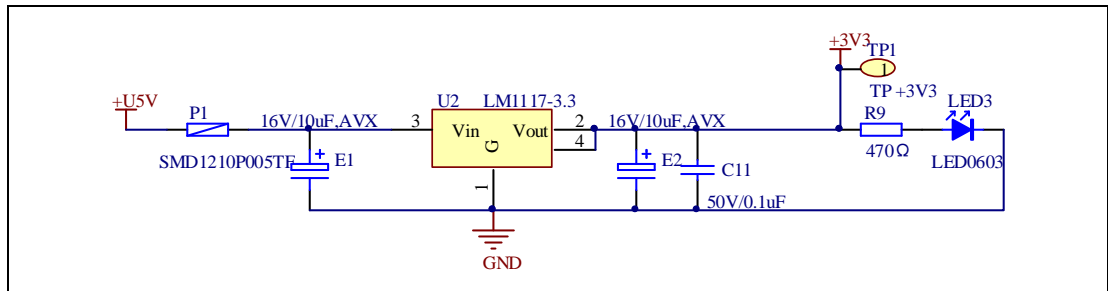 +3V3
TP1
1
+U5V
P1
U2
LM1117-3.3
TP +3V3
LED3
16V/10uF,AVX
3
Vin
Vout
G
2
4
16V/10uF,AVX
R9
SMD1210P005TF
E1
E2
C11
470Ω
LED0603
1
50V/0.1uF
GND